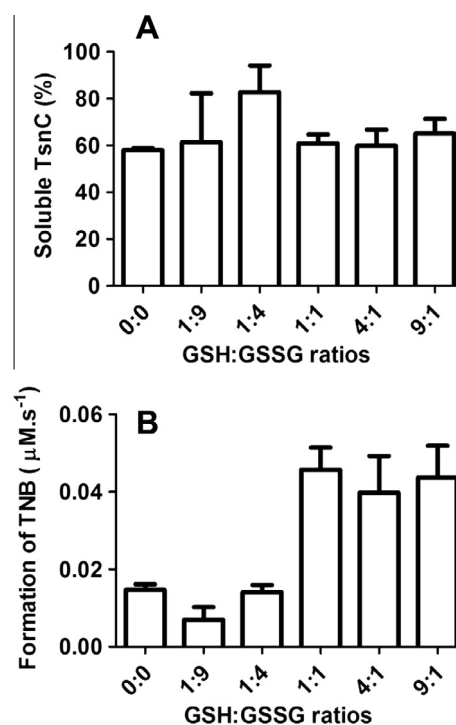 A
Soluble TsnC (%)
100
80
60
40
20
0
0:0 1:9 1:4 1:1 4:1 9:1
GSH:GSSG ratios
B
Formation of TNB ( μM.s-1)
0.06
0.04
0.02
0.00
0:0 1:9 1:4 1:1 4:1 9:1
GSH:GSSG ratios